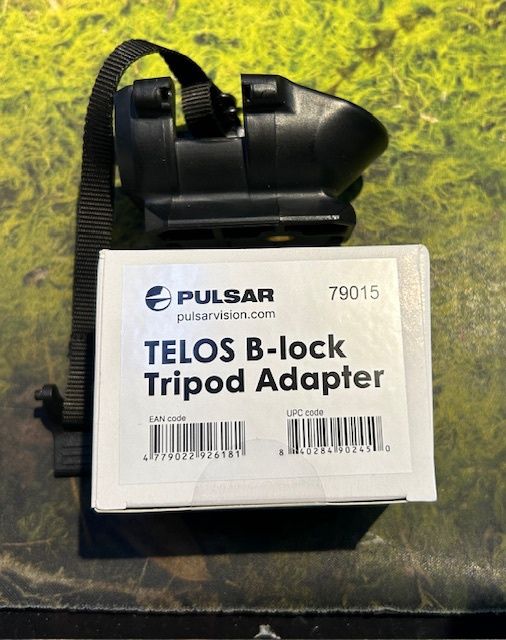 PULSAR 79015
pulsarvision.com
TELOS B-lock
Tripod Adapter
EAN code UPC code
4 779022 926181 8 40284 90245 0